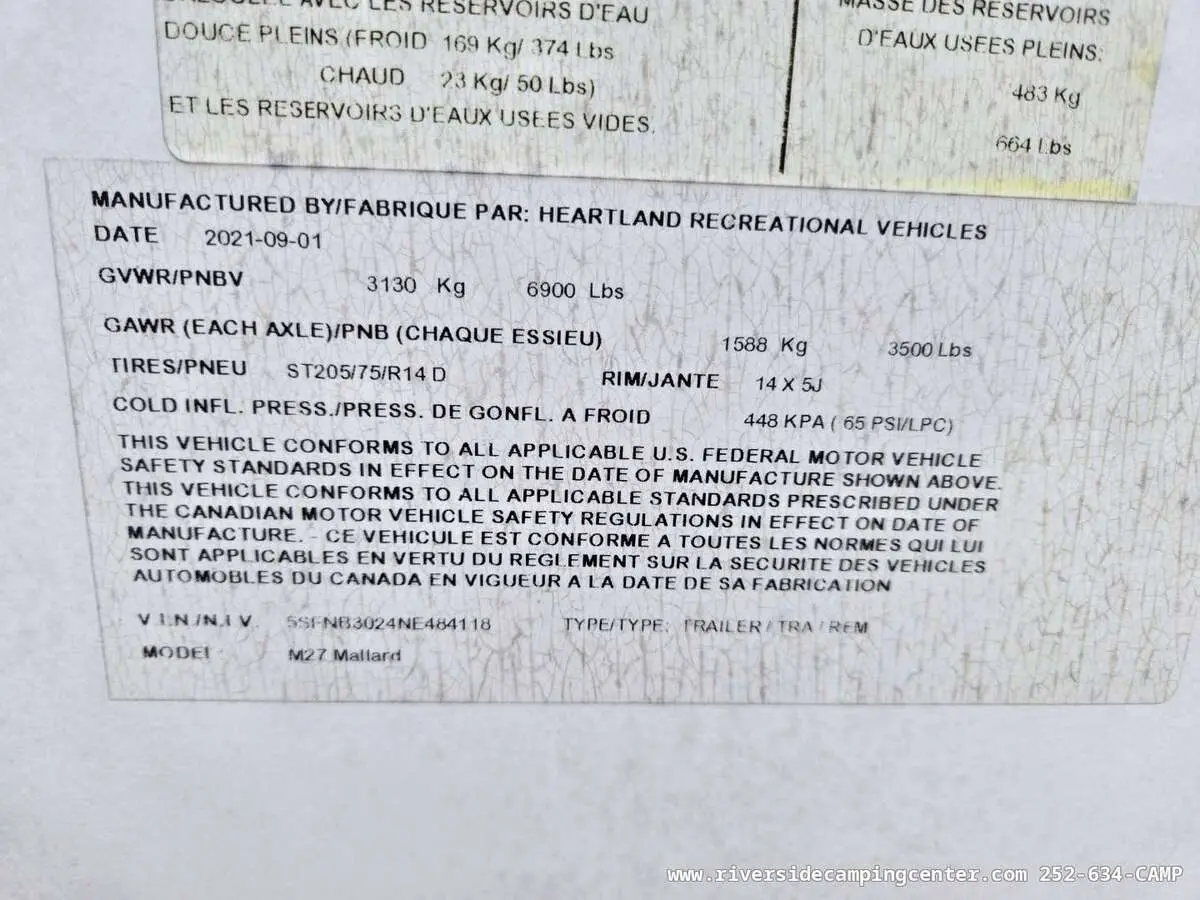 AVEC LES RESERVOIRS D'EAU
DOUCE PLEINS (FROID 169 Kg/ 374 Lbs
CHAUD 23 Kg/ 50 Lbs)
ET LES RESERVOIRS D'EAUX USEES VIDES.
MASSE DES RESERVOIRS
D'EAUX USEES PLEINS:
483 Kg
664 Lbs
MANUFACTURED BY/FABRIQUE PAR: HEARTLAND RECREATIONAL VEHICLES
DATE 2021-09-01
GVWR/PNBV 3130 Kg 6900 Lbs
GAWR (EACH AXLE)/PNB (CHAQUE ESSIEU) 1588 Kg 3500 Lbs
TIRES/PNEU ST205/75/R14 D RIM/JANTE 14 X 5J
COLD INFL. PRESS./PRESS. DE GONFL. A FROID 448 KPA ( 65 PSI/LPC)
THIS VEHICLE CONFORMS TO ALL APPLICABLE U.S. FEDERAL MOTOR VEHICLE
SAFETY STANDARDS IN EFFECT ON THE DATE OF MANUFACTURE SHOWN ABOVE.
THIS VEHICLE CONFORMS TO ALL APPLICABLE STANDARDS PRESCRIBED UNDER
THE CANADIAN MOTOR VEHICLE SAFETY REGULATIONS IN EFFECT ON DATE OF
MANUFACTURE. - CE VEHICULE EST CONFORME A TOUTES LES NORMES QUI LUI
SONT APPLICABLES EN VERTU DU REGLEMENT SUR LA SECURITE DES VEHICLES
AUTOMOBLES DU CANADA EN VIGUEUR A LA DATE DE SA FABRICATION
V.I.N./N.I.V. 5SFNB3024NE484118 TYPE/TYPE: TRAILER / TRA / REM
MODEL M27 Mallard
www.riversidecampingcenter.com 252-634-CAMP